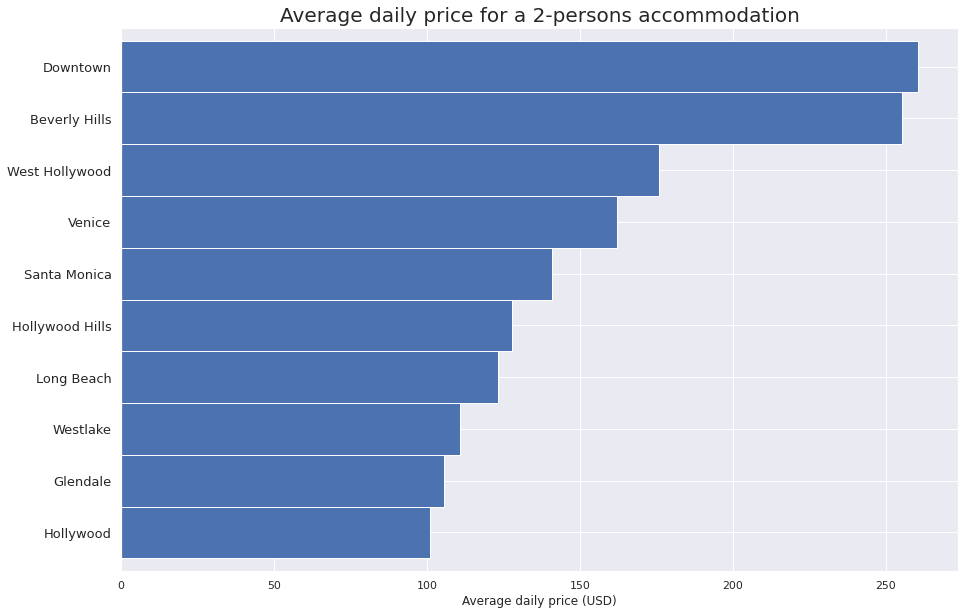 Average daily price for a 2-persons accommodation
Downtown
Beverly Hills
West Hollywood
Venice
Santa Monica
Hollywood Hills
Long Beach
Westlake
Glendale
Hollywood
0 50 100 150 200 250
Average daily price (USD)